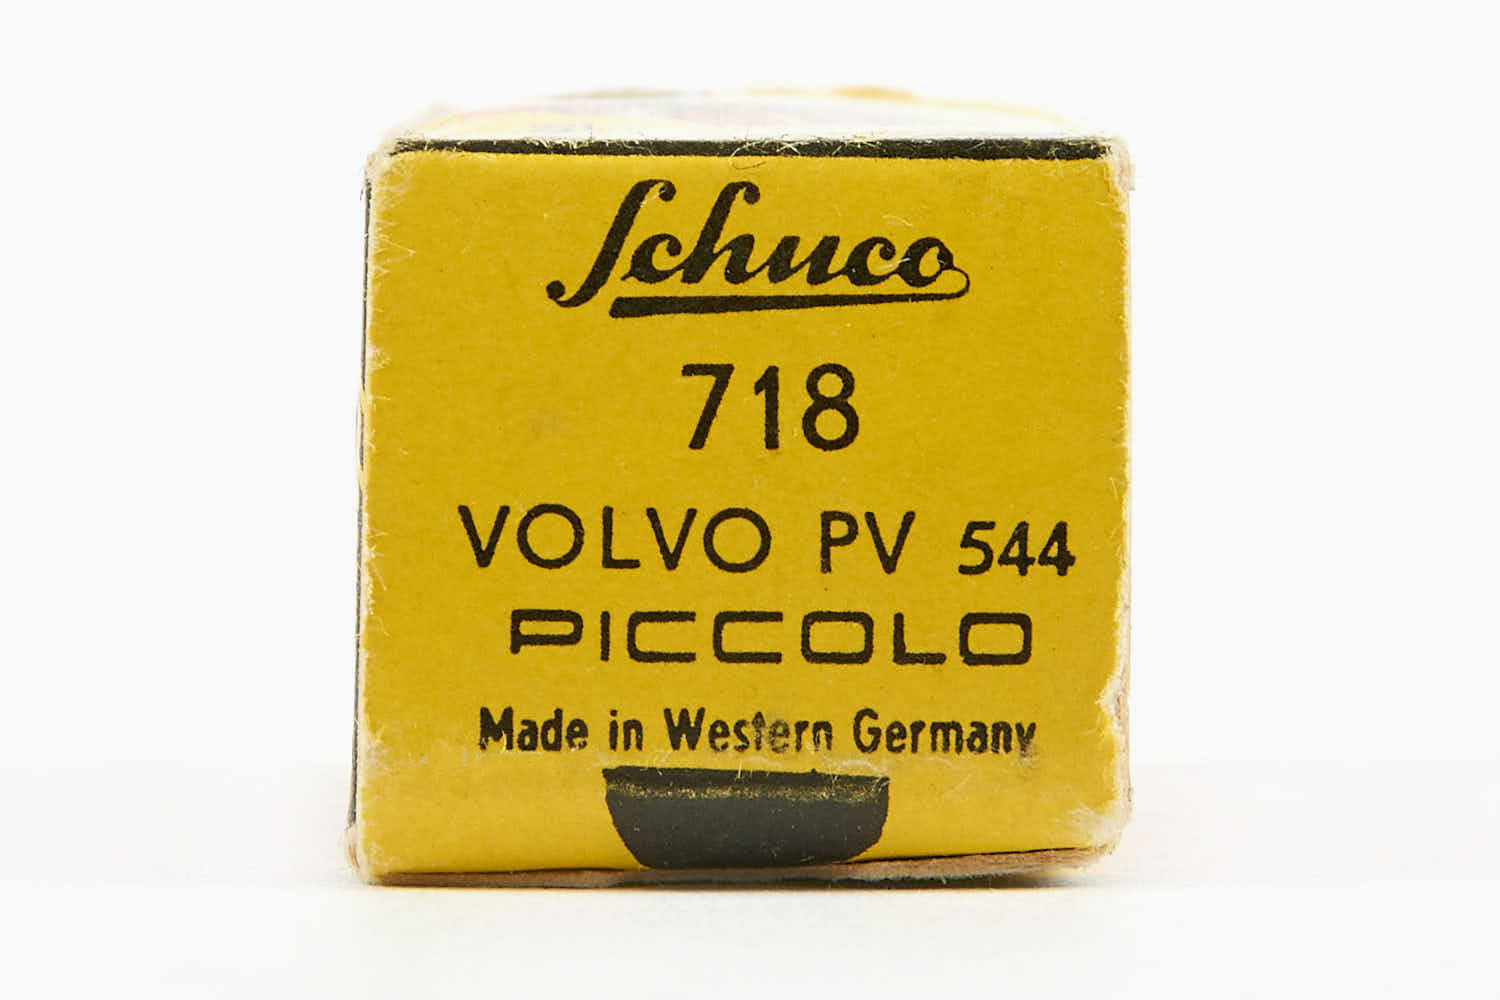 Schuco
718
VOLVO PV 544
PICCOLO
Made in Western Germany